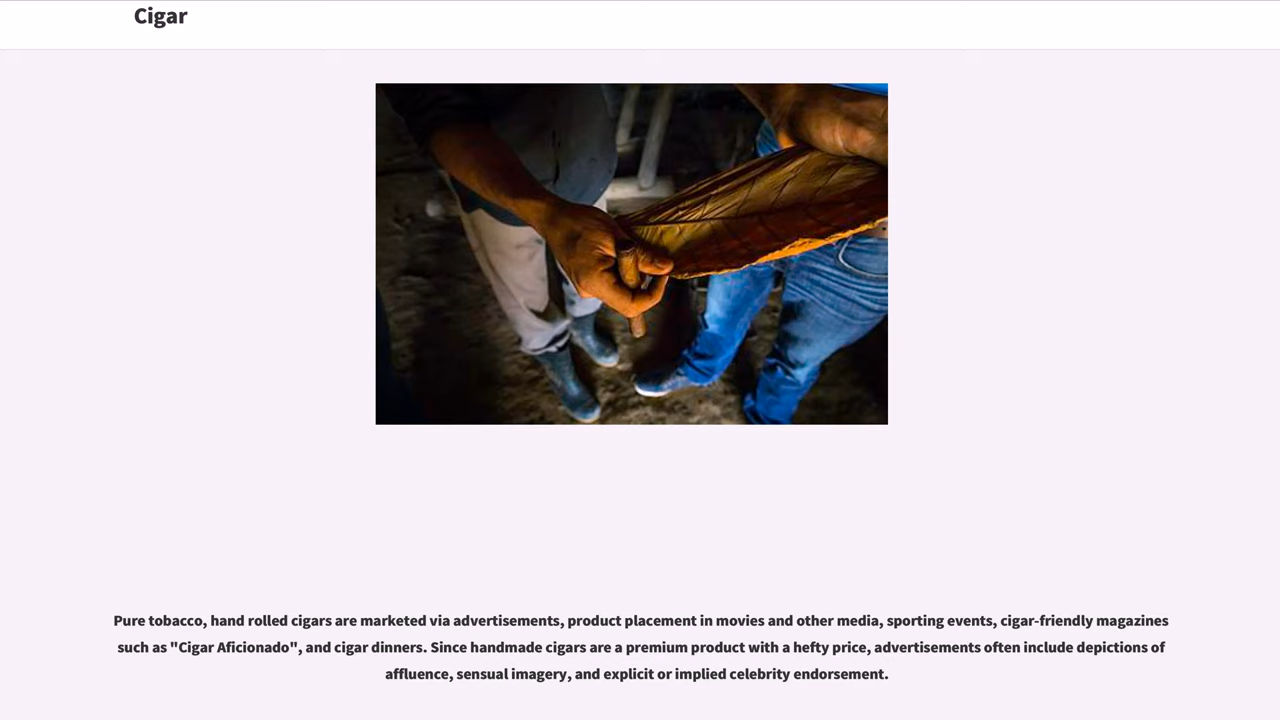 Cigar
Pure tobacco, hand rolled cigars are marketed via advertisements, product placement in movies and other media, sporting events, cigar-friendly magazines
such as "Cigar Aficionado", and cigar dinners. Since handmade cigars are a premium product with a hefty price, advertisements often include depictions of
affluence, sensual imagery, and explicit or implied celebrity endorsement.